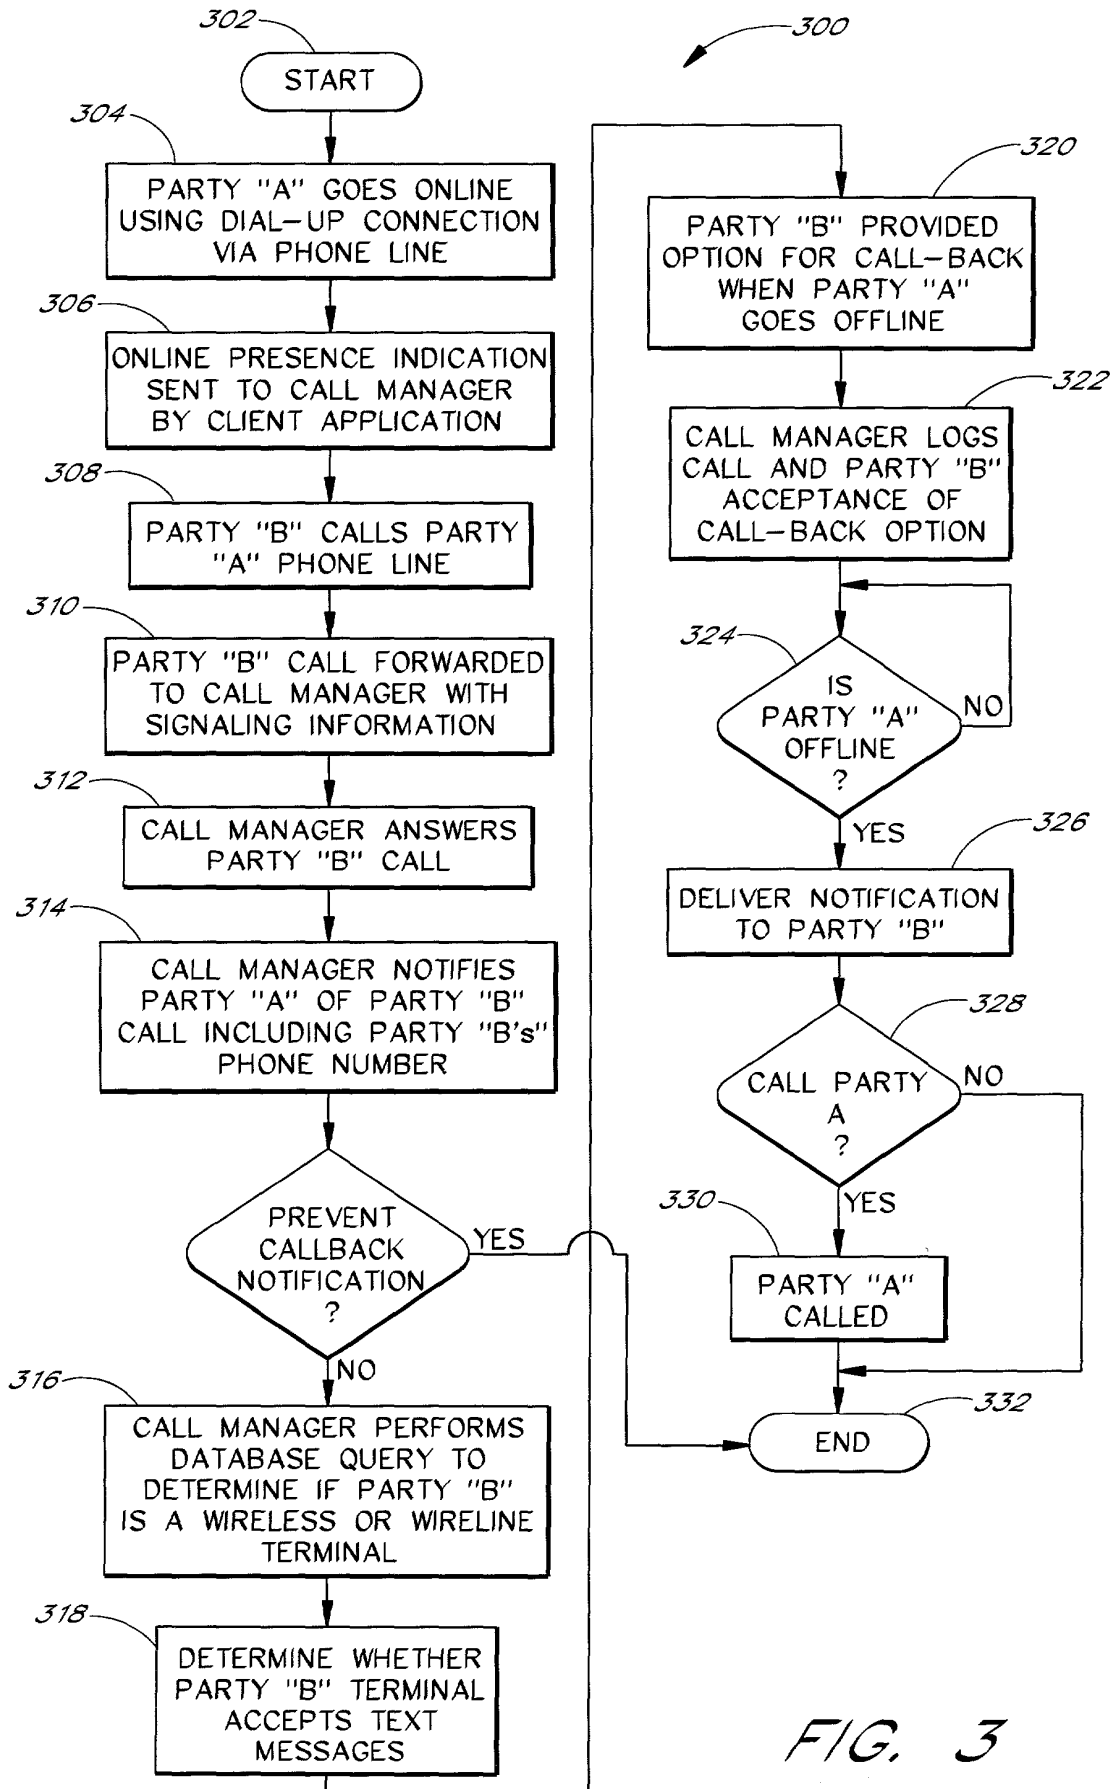 302
START
300
304
PARTY "A" GOES ONLINE
USING DIAL-UP CONNECTION
VIA PHONE LINE
306
ONLINE PRESENCE INDICATION
SENT TO CALL MANAGER
BY CLIENT APPLICATION
308
PARTY "B" CALLS PARTY
"A" PHONE LINE
310
PARTY "B" CALL FORWARDED
TO CALL MANAGER WITH
SIGNALING INFORMATION
312
CALL MANAGER ANSWERS
PARTY "B" CALL
314
CALL MANAGER NOTIFIES
PARTY "A" OF PARTY "B"
CALL INCLUDING PARTY "B's"
PHONE NUMBER
PREVENT
CALLBACK
NOTIFICATION
?
YES
NO
316
CALL MANAGER PERFORMS
DATABASE QUERY TO
DETERMINE IF PARTY "B"
IS A WIRELESS OR WIRELINE
TERMINAL
318
DETERMINE WHETHER
PARTY "B" TERMINAL
ACCEPTS TEXT
MESSAGES
320
PARTY "B" PROVIDED
OPTION FOR CALL-BACK
WHEN PARTY "A"
GOES OFFLINE
322
CALL MANAGER LOGS
CALL AND PARTY "B"
ACCEPTANCE OF
CALL-BACK OPTION
324
IS
PARTY "A"
OFFLINE
?
NO
YES
326
DELIVER NOTIFICATION
TO PARTY "B"
328
CALL PARTY
A
?
NO
YES
330
PARTY "A"
CALLED
332
END
FIG. 3